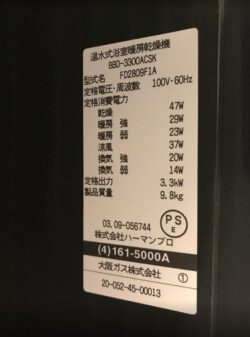 温水式浴室暖房乾燥機
BBD-3300ACSK
型式名 FD2809F1A
定格電圧・周波数 100V・60Hz
定格消費電力
乾燥 47W
暖房 強 29W
暖房 弱 23W
涼風 37W
換気 強 20W
換気 弱 14W
定格出力 3.3kW
製品質量 9.8kg
PS
E
03.09-056744
株式会社ハーマンプロ
(4)161-5000A
大阪ガス株式会社 ①
20-052-45-00013